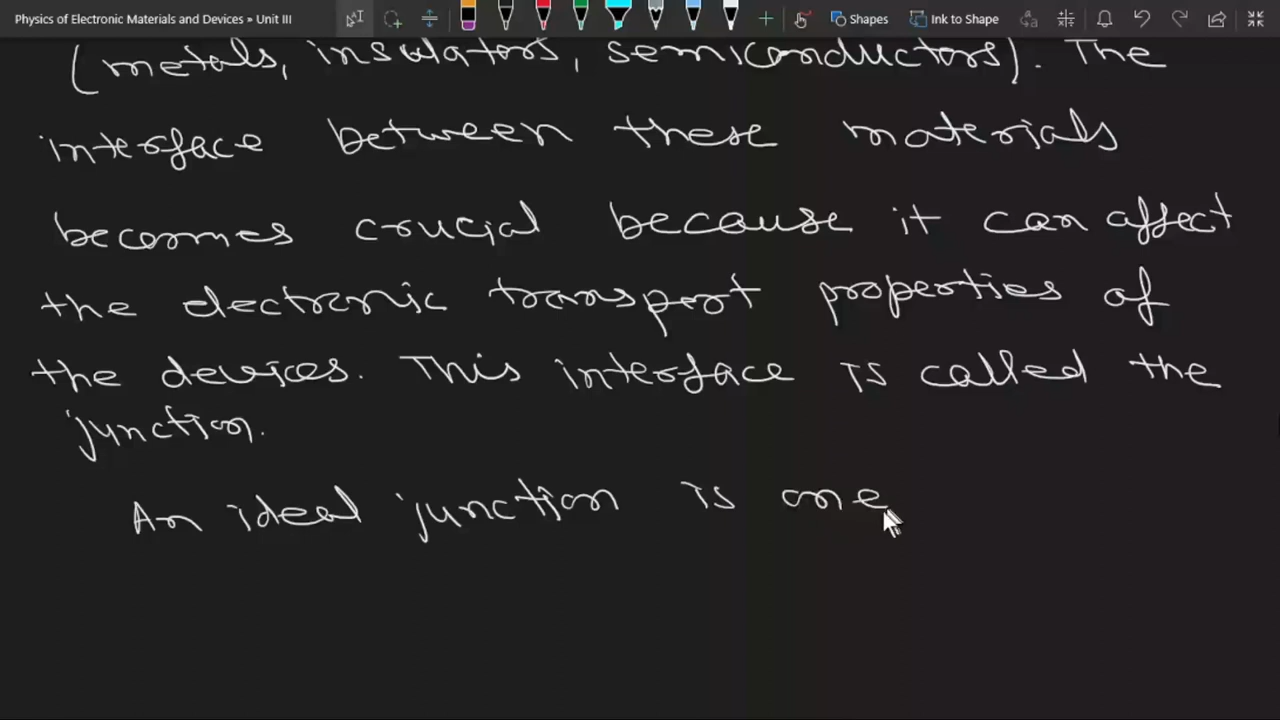 Physics of Electronic Materials and Devices » Unit III
Shapes
Ink to Shape
(metals, insulators, semiconductors). The
interface between these materials
becomes crucial because it can affect
the electronic transport properties of
the devices. This interface is called the
junction.
An ideal junction is one